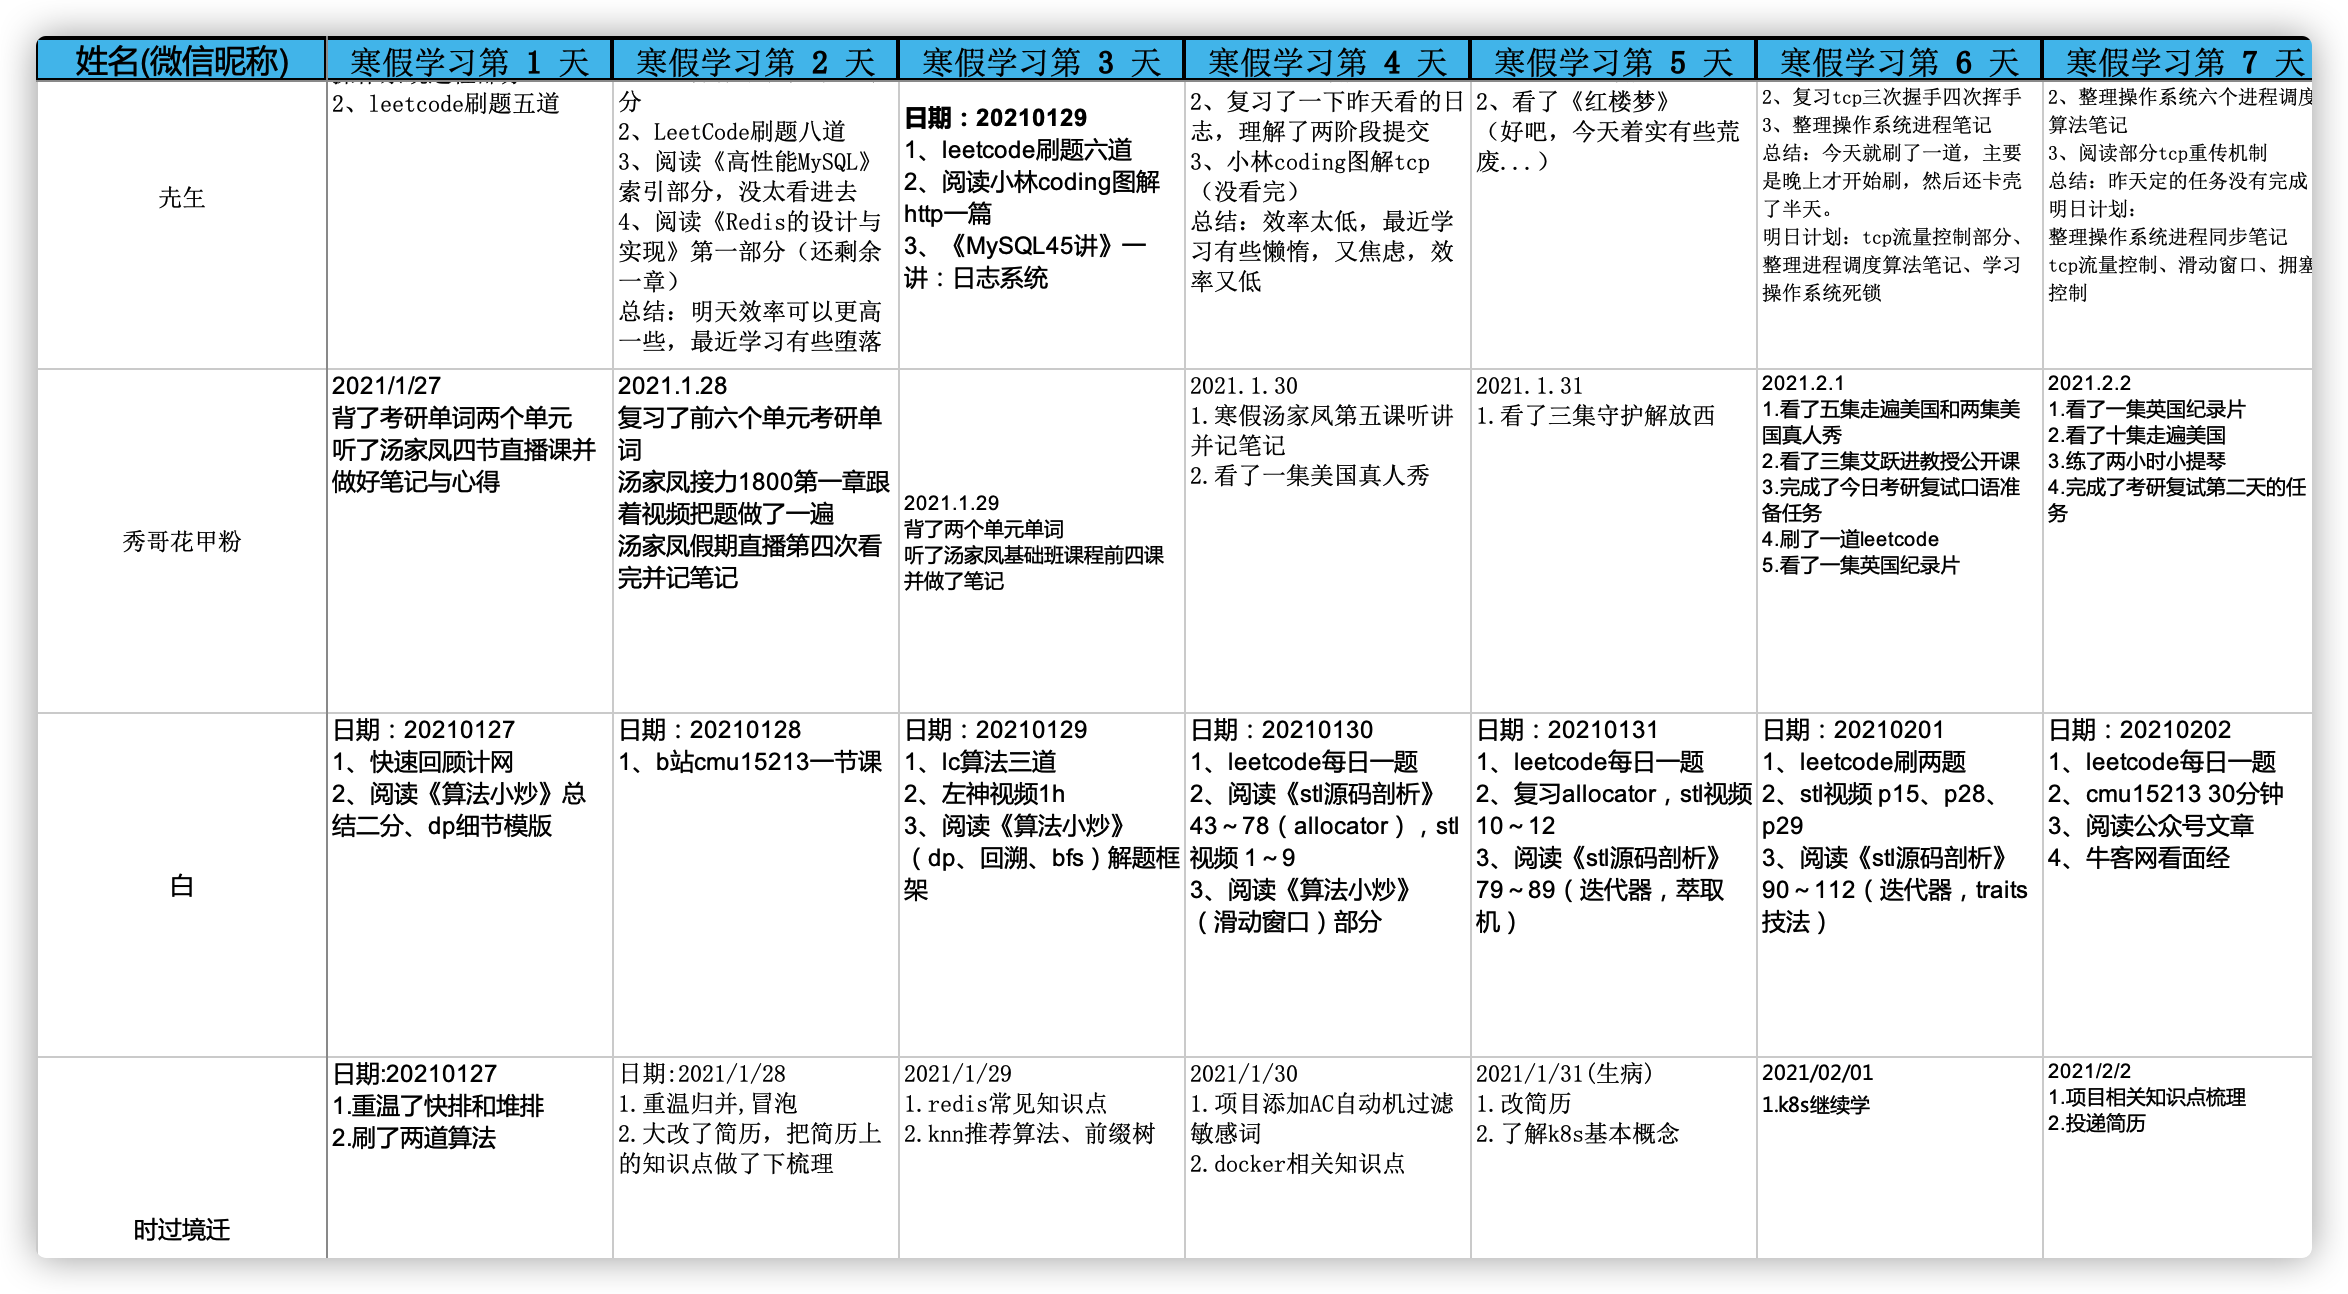 姓名(微信昵称)
寒假学习第 1 天
寒假学习第 2 天
寒假学习第 3 天
寒假学习第 4 天
寒假学习第 5 天
寒假学习第 6 天
寒假学习第 7 天
2、leetcode刷题五道
分
2、LeetCode刷题八道
3、阅读《高性能MySQL》
索引部分，没太看进去
4、阅读《Redis的设计与
实现》第一部分（还剩余
一章）
总结：明天效率可以更高
一些，最近学习有些堕落
日期：20210129
1、leetcode刷题六道
2、阅读小林coding图解
http一篇
3、《MySQL45讲》一
讲：日志系统
2、复习了一下昨天看的日
志，理解了两阶段提交
3、小林coding图解tcp
（没看完）
总结：效率太低，最近学
习有些懒惰，又焦虑，效
率又低
2、看了《红楼梦》
（好吧，今天着实有些荒
废...）
2、复习tcp三次握手四次挥手
3、整理操作系统进程笔记
总结：今天就刷了一道，主要
是晚上才开始刷，然后还卡壳
了半天。
明日计划：tcp流量控制部分、
整理进程调度算法笔记、学习
操作系统死锁
2、整理操作系统六个进程调度
算法笔记
3、阅读部分tcp重传机制
总结：昨天定的任务没有完成
明日计划：
整理操作系统进程同步笔记
tcp流量控制、滑动窗口、拥塞
控制
秀哥花甲粉
2021/1/27
背了考研单词两个单元
听了汤家凤四节直播课并
做好笔记与心得
2021.1.28
复习了前六个单元考研单
词
汤家凤接力1800第一章跟
着视频把题做了一遍
汤家凤假期直播第四次看
完并记笔记
2021.1.29
背了两个单元单词
听了汤家凤基础班课程前四课
并做了笔记
2021.1.30
1.寒假汤家凤第五课听讲
并记笔记
2.看了一集美国真人秀
2021.1.31
1.看了三集守护解放西
2021.2.1
1.看了五集走遍美国和两集美
国真人秀
2.看了三集艾跃进教授公开课
3.完成了今日考研复试口语准
备任务
4.刷了一道leetcode
5.看了一集英国纪录片
2021.2.2
1.看了一集英国纪录片
2.看了十集走遍美国
3.练了两小时小提琴
4.完成了考研复试第二天的任
务
白
日期：20210127
1、快速回顾计网
2、阅读《算法小炒》总
结二分、dp细节模版
日期：20210128
1、b站cmu15213一节课
日期：20210129
1、lc算法三道
2、左神视频1h
3、阅读《算法小炒》
（dp、回溯、bfs）解题框
架
日期：20210130
1、leetcode每日一题
2、阅读《stl源码剖析》
43～78（allocator），stl
视频 1～9
3、阅读《算法小炒》
（滑动窗口）部分
日期：20210131
1、leetcode每日一题
2、复习allocator，stl视频
10～12
3、阅读《stl源码剖析》
79～89（迭代器，萃取
机）
日期：20210201
1、leetcode刷两题
2、stl视频 p15、p28、
p29
3、阅读《stl源码剖析》
90～112（迭代器，traits
技法）
日期：20210202
1、leetcode每日一题
2、cmu15213 30分钟
3、阅读公众号文章
4、牛客网看面经
时过境迁
日期:20210127
1.重温了快排和堆排
2.刷了两道算法
日期:2021/1/28
1.重温归并,冒泡
2.大改了简历，把简历上
的知识点做了下梳理
2021/1/29
1.redis常见知识点
2.knn推荐算法、前缀树
2021/1/30
1.项目添加AC自动机过滤
敏感词
2.docker相关知识点
2021/1/31(生病)
1.改简历
2.了解k8s基本概念
2021/02/01
1.k8s继续学
2021/2/2
1.项目相关知识点梳理
2.投递简历